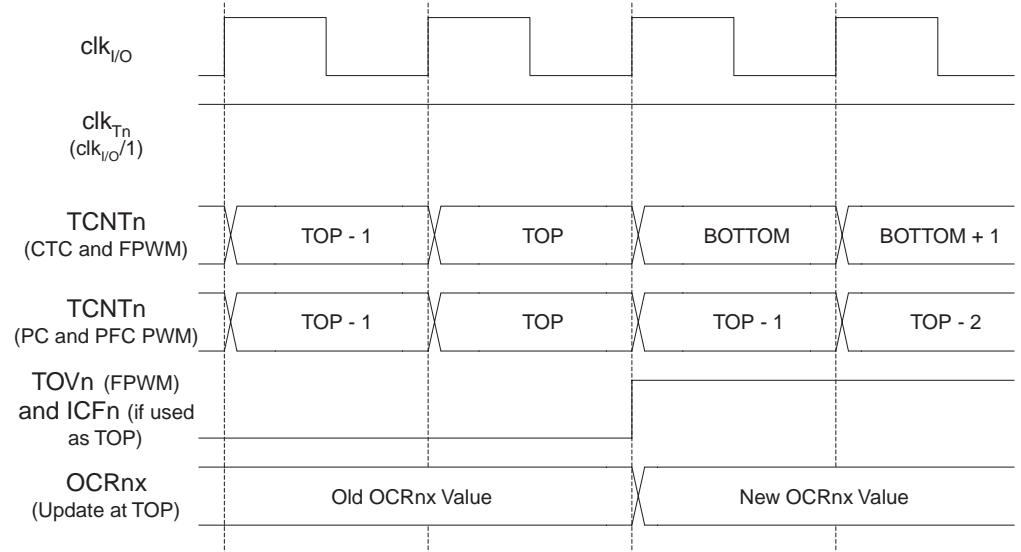 clkI/O
clkTn
(clkI/O/1)
TCNTn
(CTC and FPWM)
TOP - 1
TOP
BOTTOM
BOTTOM + 1
TCNTn
(PC and PFC PWM)
TOP - 1
TOP
TOP - 1
TOP - 2
TOVn (FPWM)
and ICFn (if used
as TOP)
OCRnx
(Update at TOP)
Old OCRnx Value
New OCRnx Value